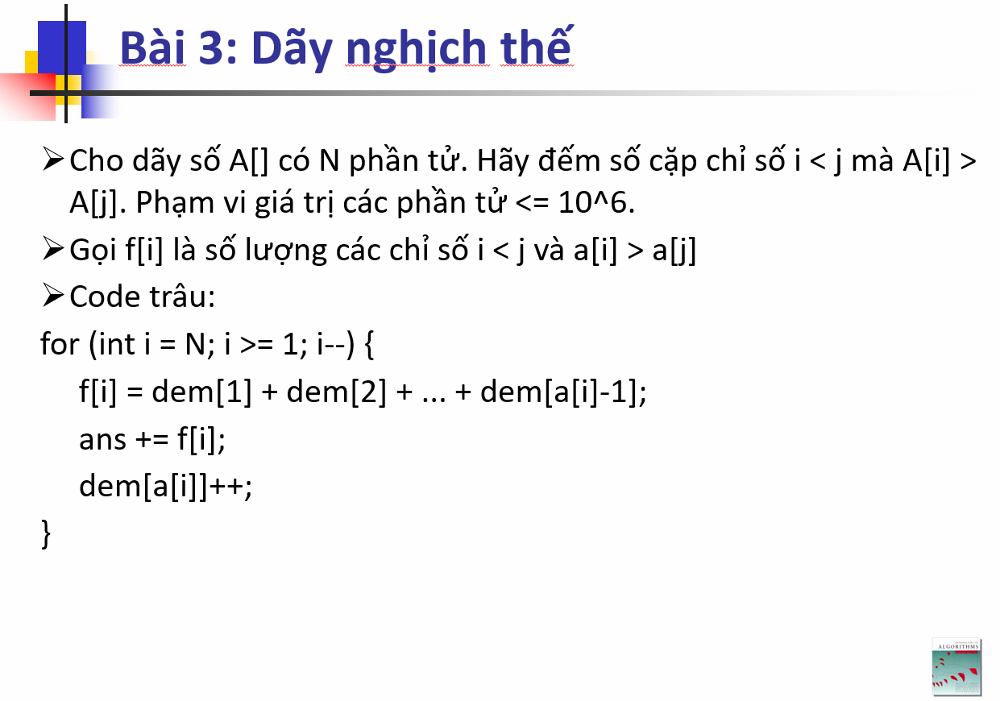 Bài 3: Dãy nghịch thế
➢Cho dãy số A[] có N phần tử. Hãy đếm số cặp chỉ số i < j mà A[i] >
A[j]. Phạm vi giá trị các phần tử <= 10^6.
➢Gọi f[i] là số lượng các chỉ số i < j và a[i] > a[j]
➢Code trâu:
for (int i = N; i >= 1; i--) {
f[i] = dem[1] + dem[2] + ... + dem[a[i]-1];
ans += f[i];
dem[a[i]]++;
}
ALGORITHMS